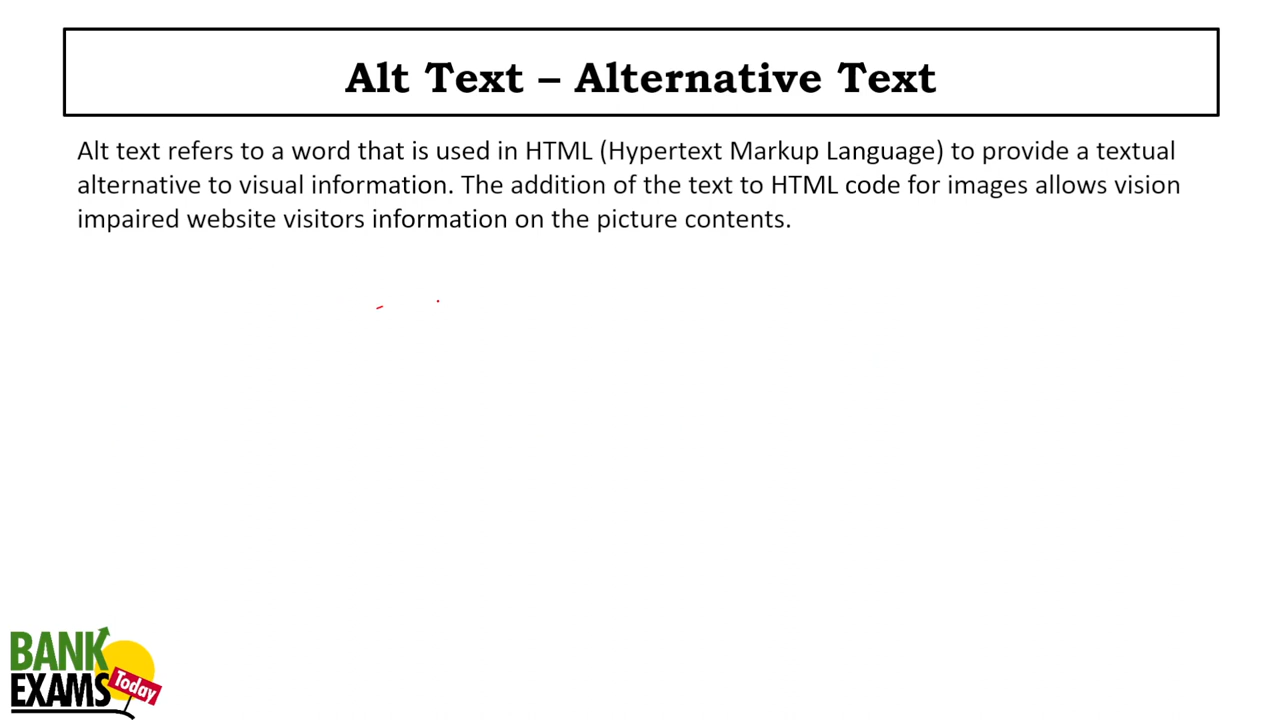 Alt Text – Alternative Text
Alt text refers to a word that is used in HTML (Hypertext Markup Language) to provide a textual
alternative to visual information. The addition of the text to HTML code for images allows vision
impaired website visitors information on the picture contents.
BANK
EXAMS
Today